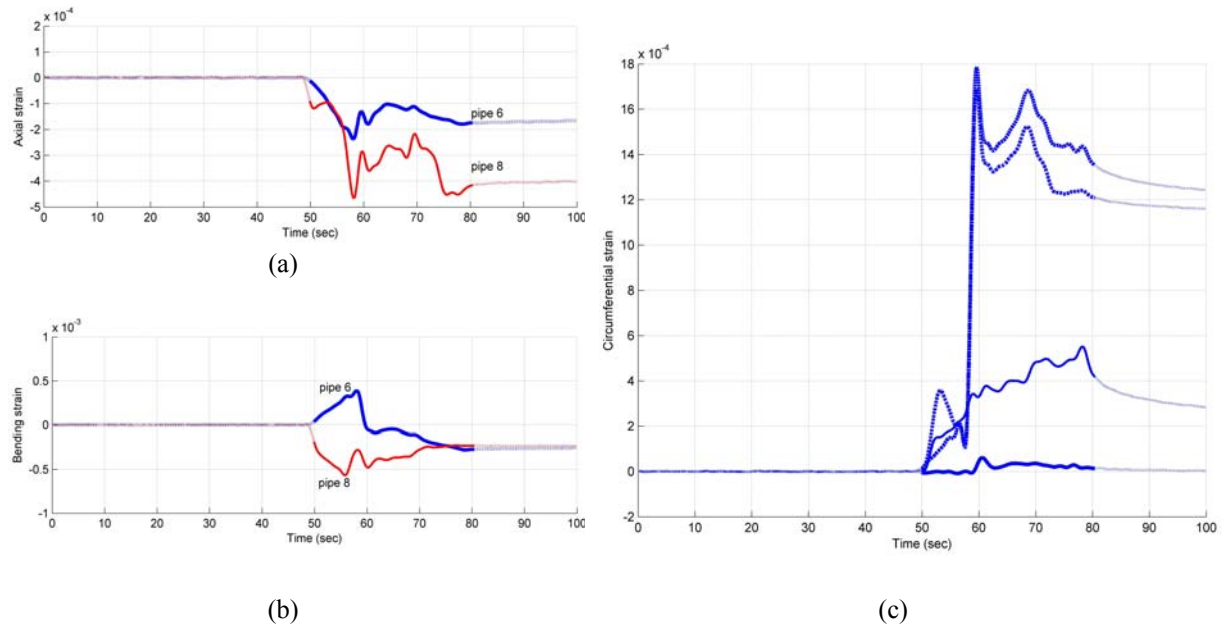 x 10⁻⁴
2
1
0
-1
-2
-3
-4
-5
Axial strain
pipe 6
pipe 8
0 10 20 30 40 50 60 70 80 90 100
Time (sec)
(a)
x 10⁻³
1
0.5
0
-0.5
-1
Bending strain
pipe 6
pipe 8
0 10 20 30 40 50 60 70 80 90 100
Time (sec)
(b)
x 10⁻⁴
18
16
14
12
10
8
6
4
2
0
-2
Circumferential strain
0 10 20 30 40 50 60 70 80 90 100
Time (sec)
(c)